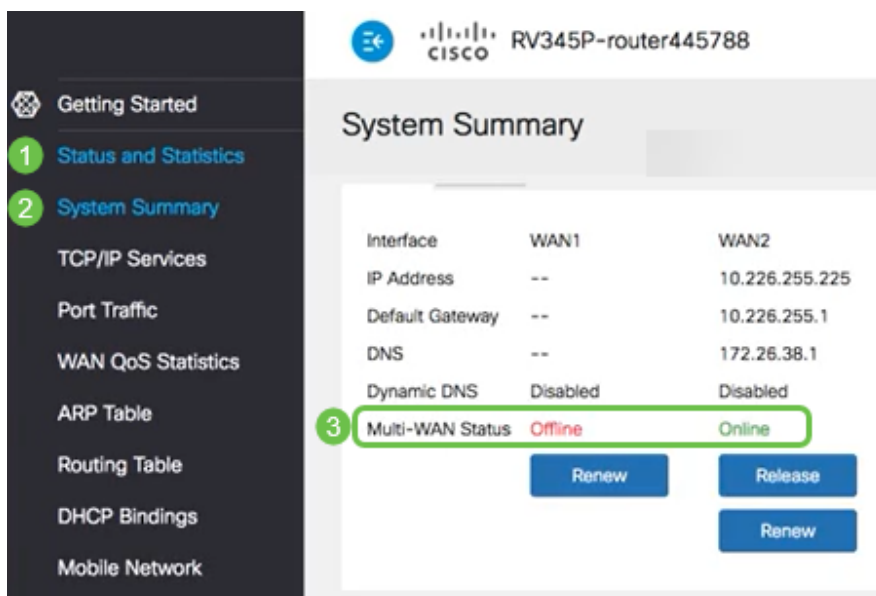 CISCO RV345P-router445788
Getting Started
1 Status and Statistics
2 System Summary
TCP/IP Services
Port Traffic
WAN QoS Statistics
ARP Table
Routing Table
DHCP Bindings
Mobile Network
System Summary
Interface WAN1 WAN2
IP Address -- 10.226.255.225
Default Gateway -- 10.226.255.1
DNS -- 172.26.38.1
Dynamic DNS Disabled Disabled
3 Multi-WAN Status Offline Online
Renew Release
Renew